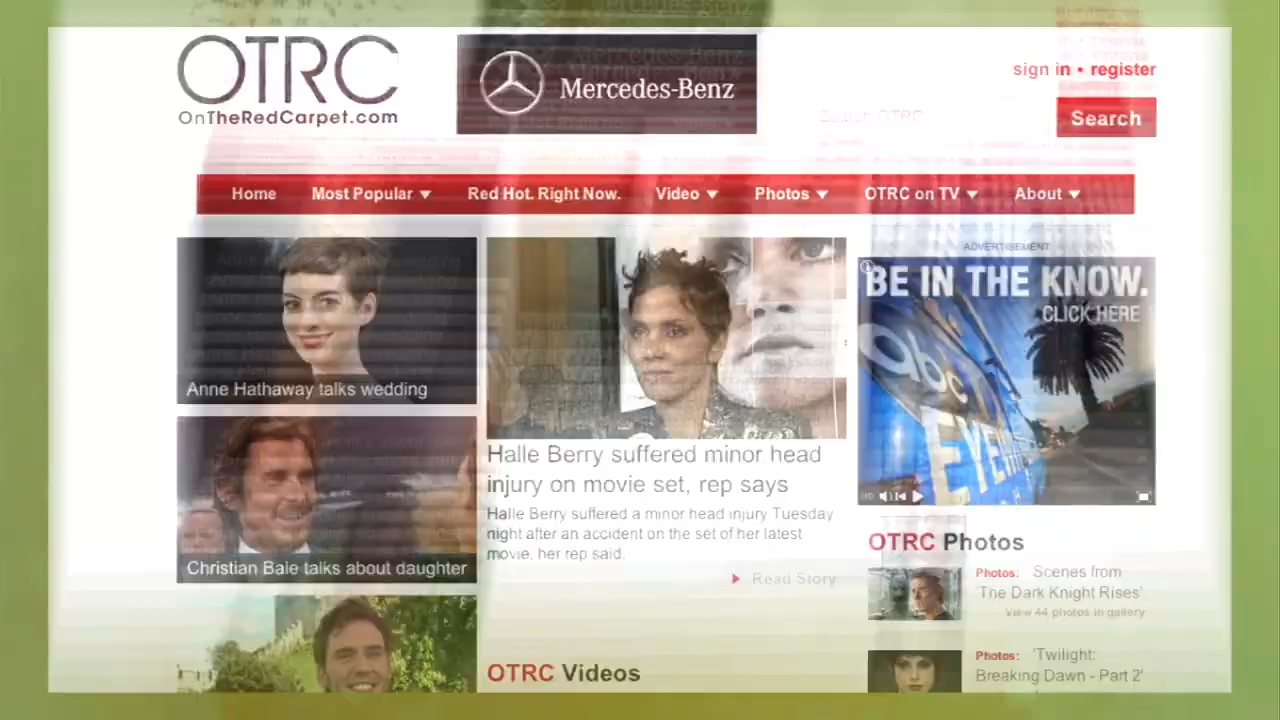 OTRC
OnTheRedCarpet.com
Mercedes-Benz
sign in • register
Search OTRC
Search
Home
Most Popular
Red Hot. Right Now.
Video
Photos
OTRC on TV
About
Anne Hathaway talks wedding
Christian Bale talks about daughter
Halle Berry suffered minor head
injury on movie set, rep says
Halle Berry suffered a minor head injury Tuesday
night after an accident on the set of her latest
movie, her rep said.
Read Story
OTRC Videos
ADVERTISEMENT
BE IN THE KNOW.
CLICK HERE
abc
OTRC Photos
Photos: Scenes from
'The Dark Knight Rises'
View 44 photos in gallery
Photos: 'Twilight:
Breaking Dawn - Part 2'